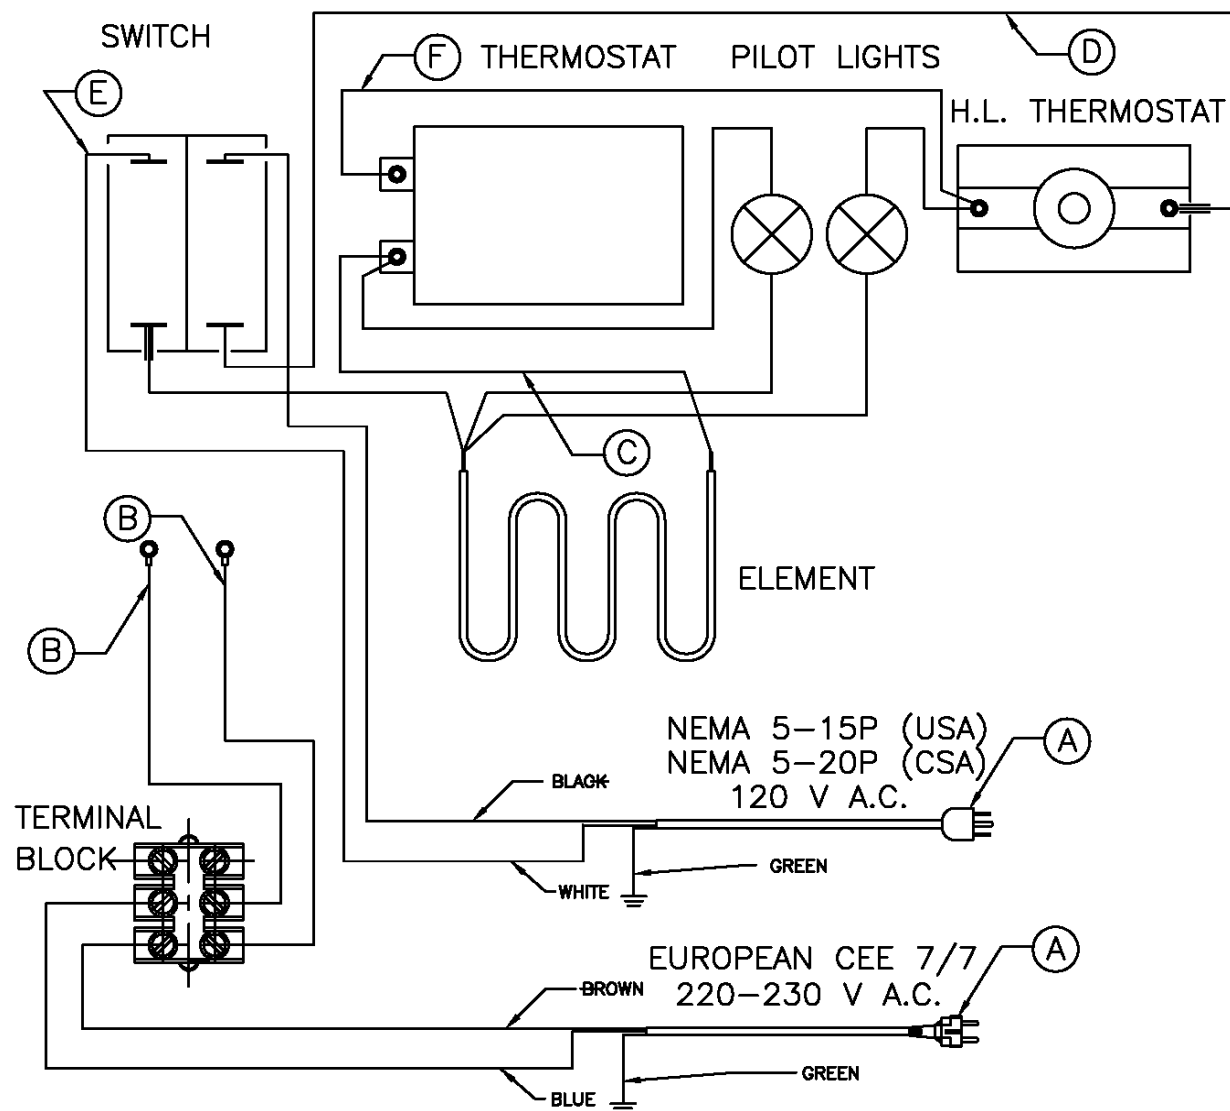 SWITCH
F
THERMOSTAT
PILOT LIGHTS
D
E
H.L. THERMOSTAT
C
B
B
ELEMENT
NEMA 5-15P (USA)
NEMA 5-20P (CSA)
120 V A.C.
A
BLACK
TERMINAL
BLOCK
GREEN
WHITE
EUROPEAN CEE 7/7
220-230 V A.C.
A
BROWN
GREEN
BLUE